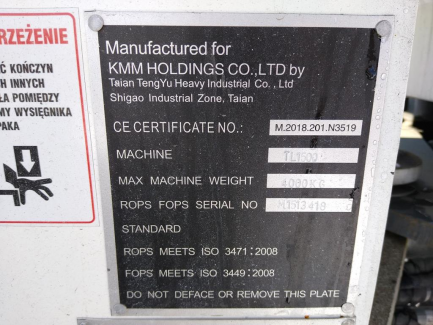 RZEŻENIE
ŚĆ KOŃCZYN
ŁA POMIĘDZY
MY WYSIĘGNIKA
PAKA
Manufactured for
KMM HOLDINGS CO.,LTD by
Taian TengYu Heavy Industrial Co. , Ltd
Shigao Industrial Zone, Taian
CE CERTIFICATE NO.: M.2018.201.N3519
MACHINE
MAX MACHINE WEIGHT
ROPS FOPS SERIAL NO
STANDARD
ROPS MEETS ISO 3471:2008
FOPS MEETS ISO 3449:2008
DO NOT DEFACE OR REMOVE THIS PLATE